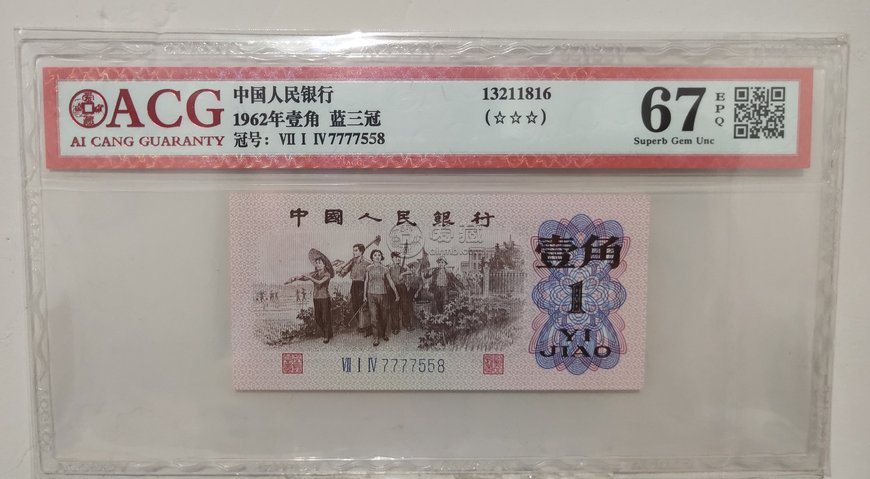 ACG
AI CANG GUARANTY
中国人民银行
1962年壹角 蓝三冠
冠号: Ⅶ Ⅰ Ⅳ 7777558
13211816
(☆☆☆)
67
EPQ
Superb Gem Unc
中國人民銀行
壹角
1
YI
JIAO
Ⅶ Ⅰ Ⅳ 7777558